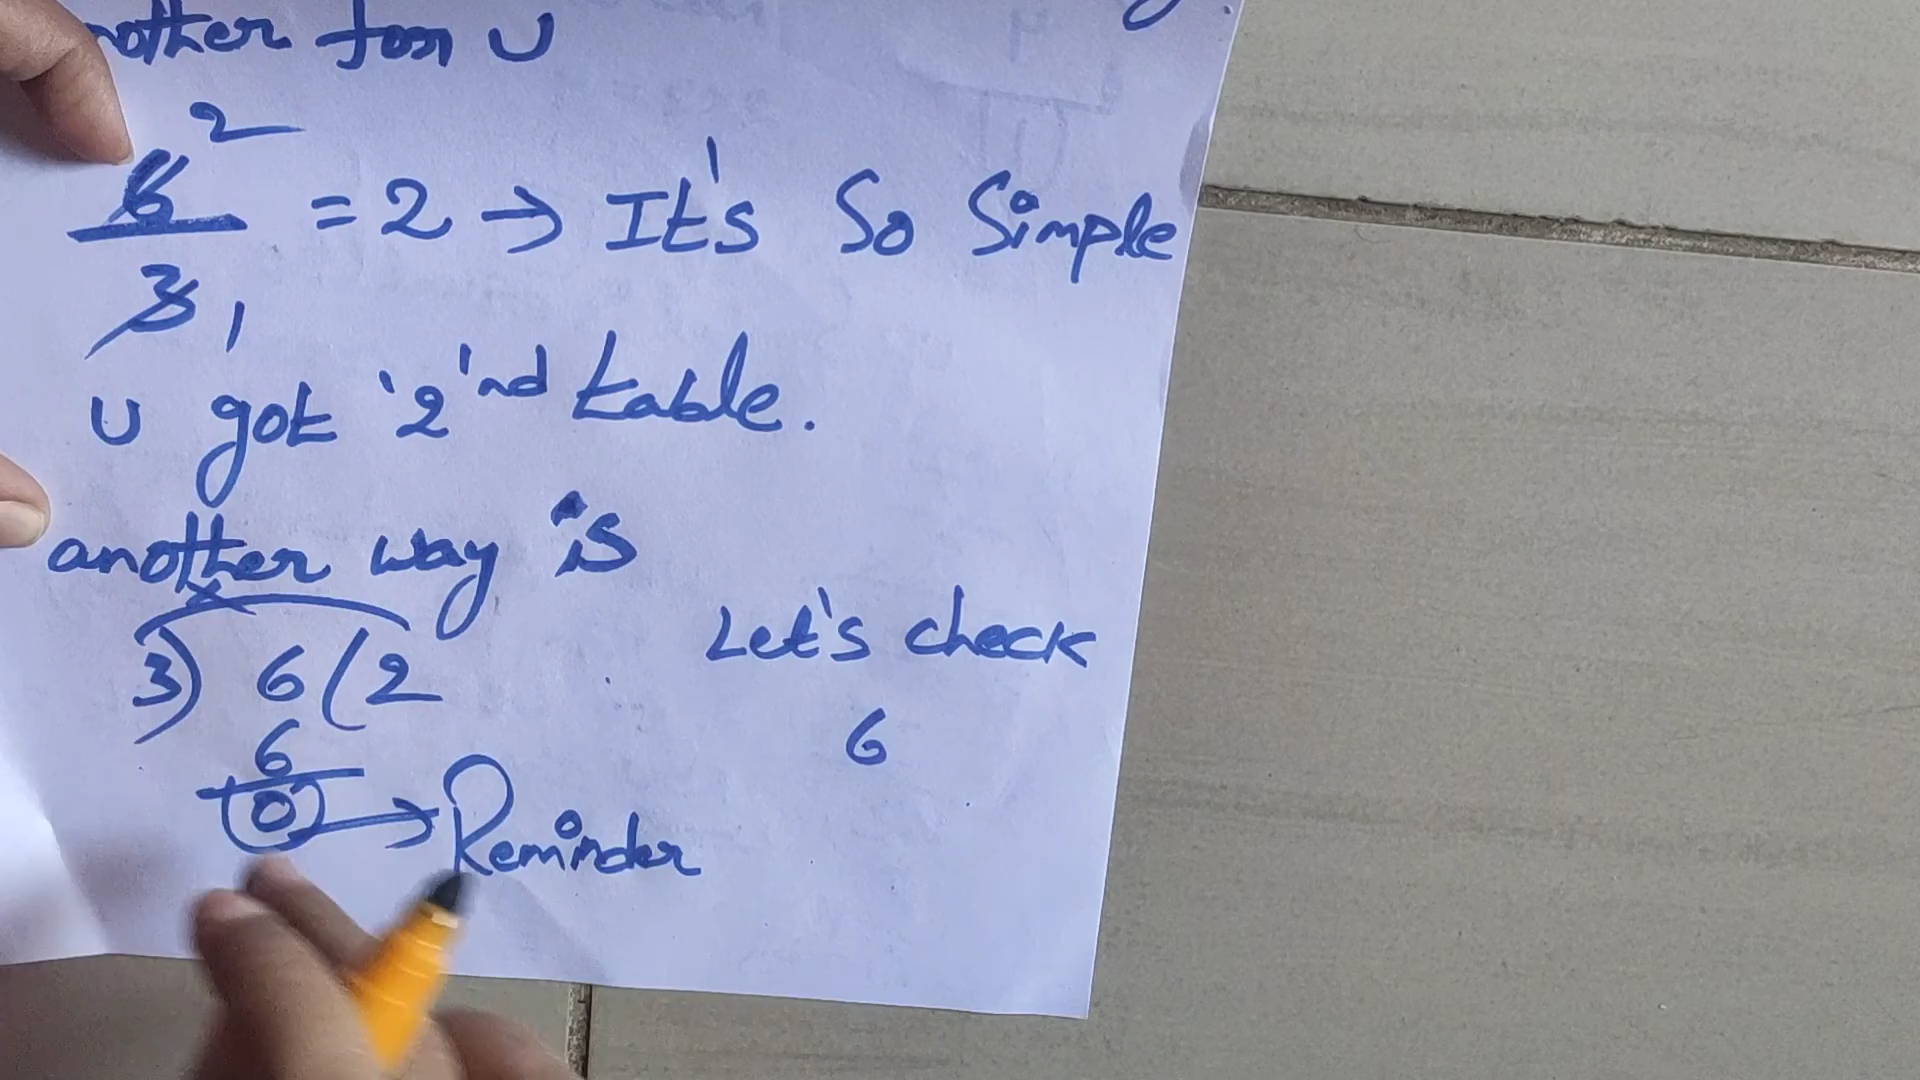 another for u
2
6
= 2 → It's So Simple
3 1
u got '2'nd table.
another way is
×
3) 6 (2
6
0 → Reminder
Let's check
6